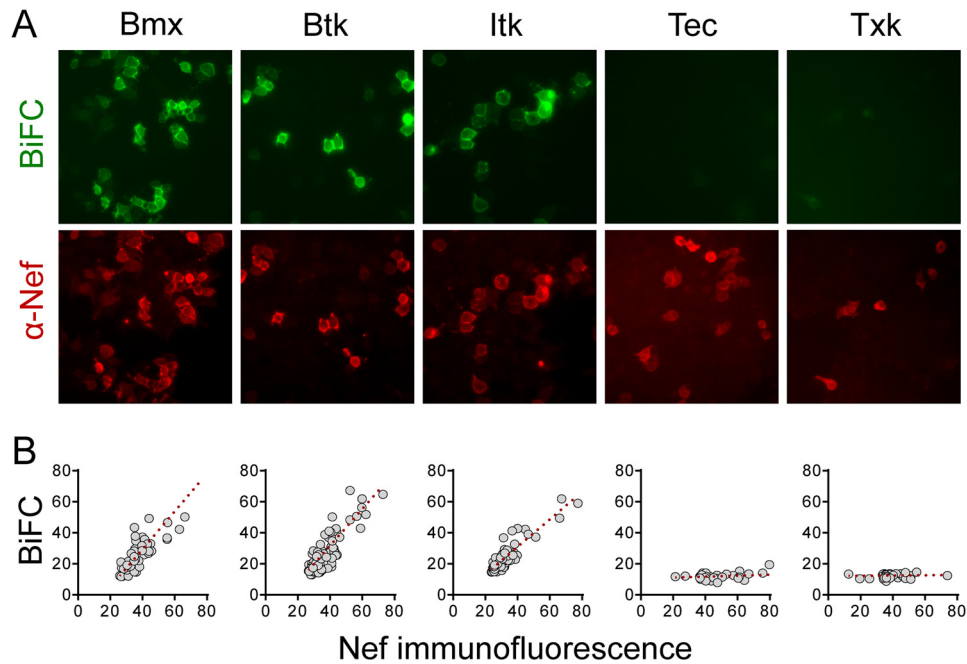 A
Bmx Btk Itk Tec Txk
BiFC
α-Nef
B
BiFC
80 80 80 80 80
60 60 60 60 60
40 40 40 40 40
20 20 20 20 20
0 0 0 0 0
0 20 40 60 80 0 20 40 60 80 0 20 40 60 80 0 20 40 60 80 0 20 40 60 80
Nef immunofluorescence